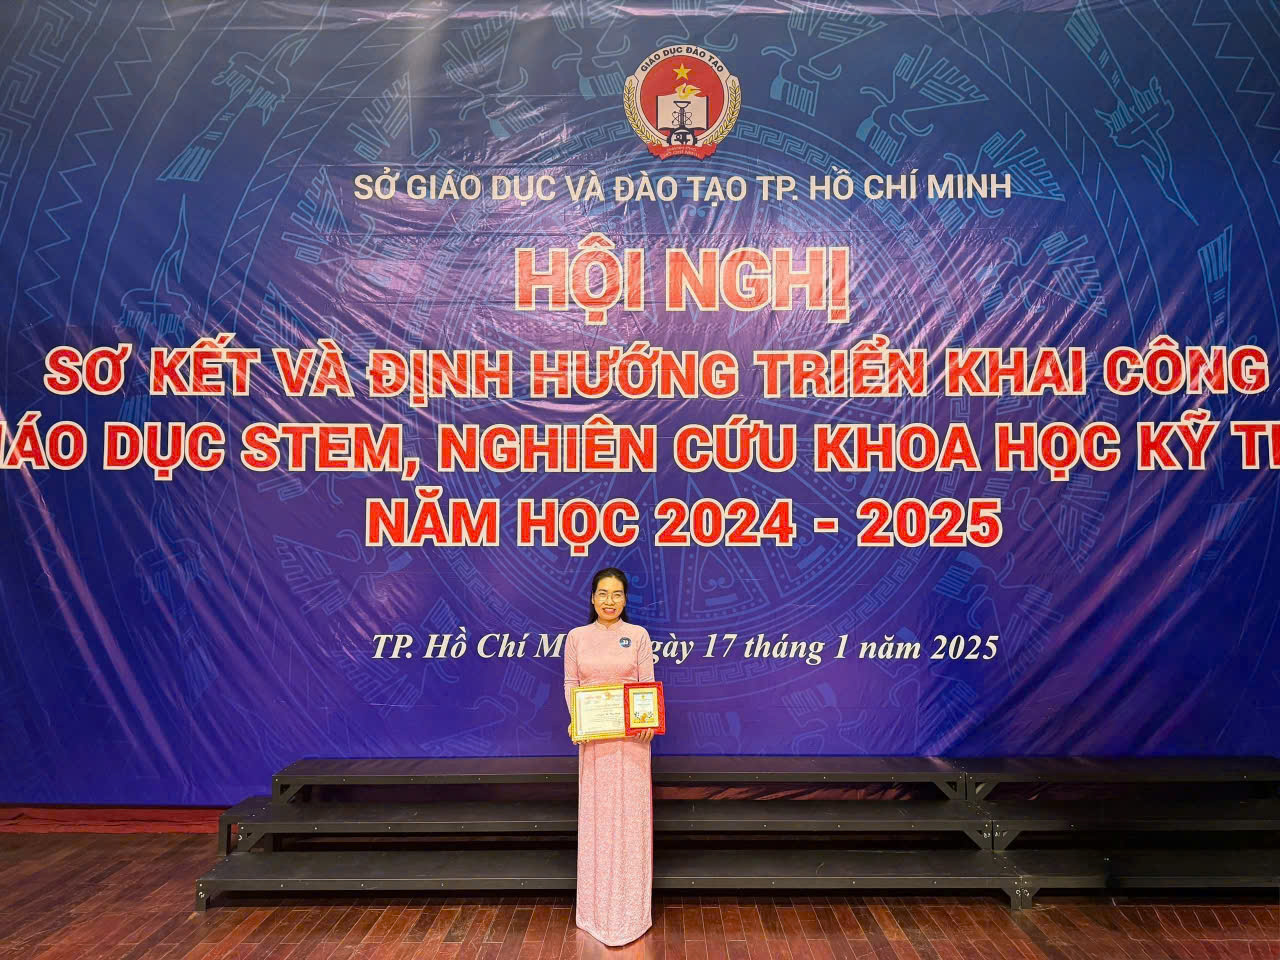 GIÁO DỤC ĐÀO TẠO
SỞ GIÁO DỤC VÀ ĐÀO TẠO TP. HỒ CHÍ MINH
HỘI NGHỊ
SƠ KẾT VÀ ĐỊNH HƯỚNG TRIỂN KHAI CÔNG
IÁO DỤC STEM, NGHIÊN CỨU KHOA HỌC KỸ TH
NĂM HỌC 2024 - 2025
TP. Hồ Chí M gày 17 tháng 1 năm 2025